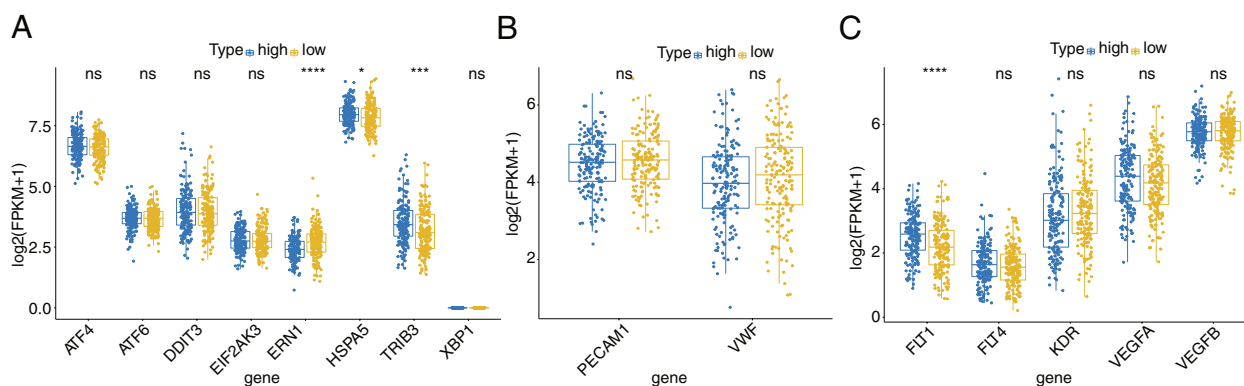 A
Type high low
ns ns ns ns **** * *** ns
log2(FPKM+1)
7.5
5.0
2.5
0.0
ATF4 ATF6 DDIT3 EIF2AK3 ERN1 HSPA5 TRIB3 XBP1
gene
B
Type high low
ns ns
log2(FPKM+1)
6
4
2
PECAM1 VWF
gene
C
Type high low
**** ns ns ns ns
log2(FPKM+1)
6
4
2
0
FLT1 FLT4 KDR VEGFA VEGFB
gene